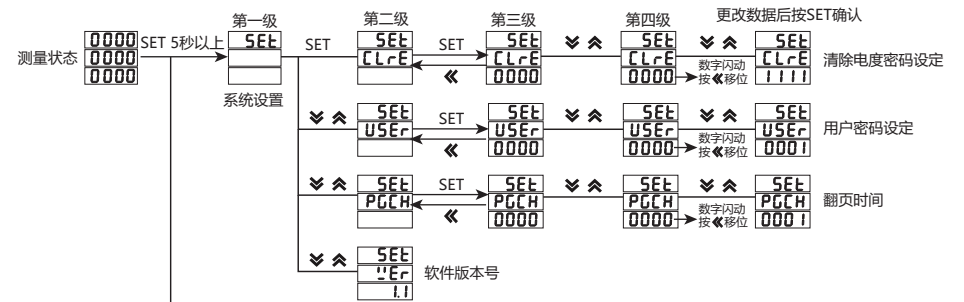 第一级 第二级 第三级 第四级 更改数据后按SET确认
测量状态 0000 SET 5秒以上 SEt SET SEt SET SEt SEt SEt
0000 CLrE CLrE CLrE CLrE 清除电度密码设定
0000 0000 0000 数字闪动 1111
按移位
系统设置
SEt SET SEt SEt SEt
USEr USEr USEr USEr 用户密码设定
0000 0000 数字闪动 0001
按移位
SEt SET SEt SEt SEt
PGCH PGCH PGCH PGCH 翻页时间
0000 0000 数字闪动 0001
按移位
SEt
VEr 软件版本号
1.1